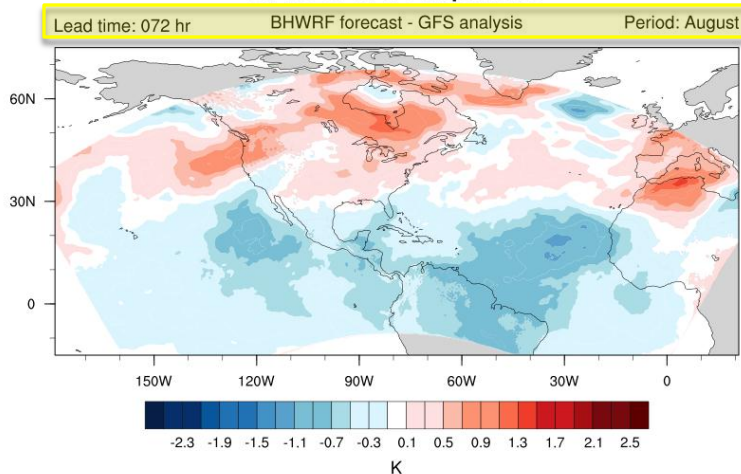 Lead time: 072 hr BHWRF forecast - GFS analysis Period: August
60N
30N
0
150W 120W 90W 60W 30W 0
-2.3 -1.9 -1.5 -1.1 -0.7 -0.3 0.1 0.5 0.9 1.3 1.7 2.1 2.5
K